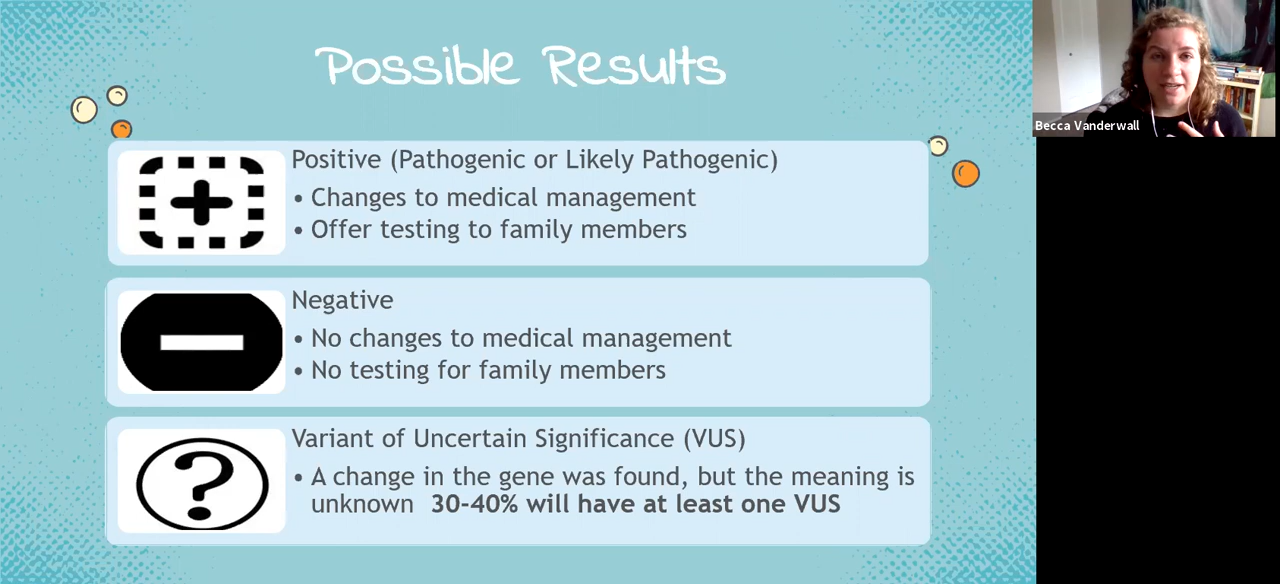 Possible Results
Becca Vanderwall
Positive (Pathogenic or Likely Pathogenic)
• Changes to medical management
• Offer testing to family members
Negative
• No changes to medical management
• No testing for family members
Variant of Uncertain Significance (VUS)
• A change in the gene was found, but the meaning is
unknown 30-40% will have at least one VUS